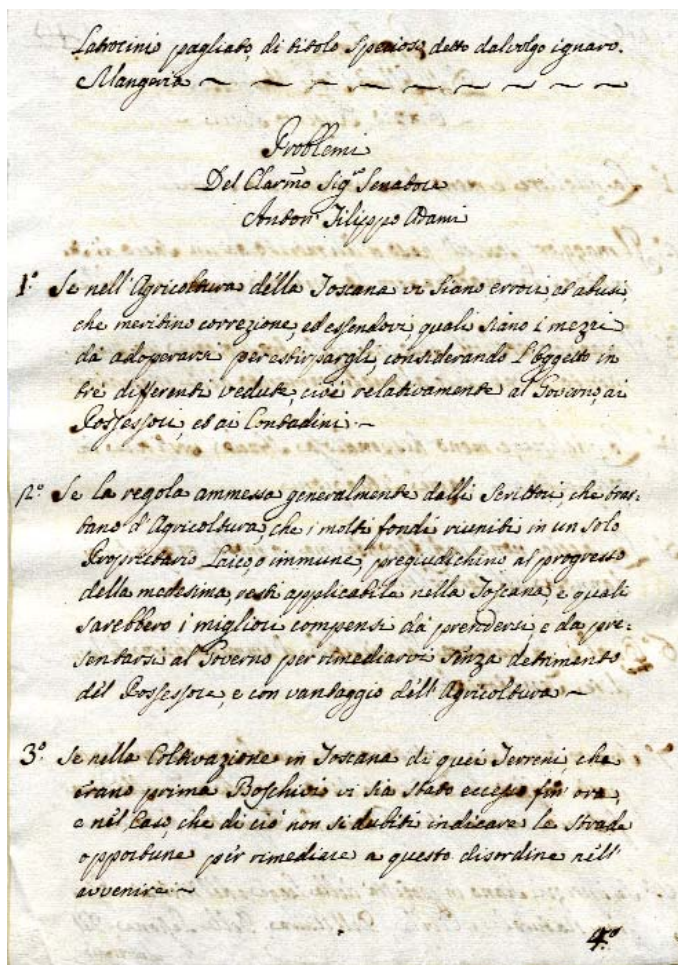 Latrocinio pagliato, di titolo specioso, detto dal volgo ignaro.
Mangeria ~ ~ ~ ~ ~ ~ ~ ~ ~
Problemi
Del Clarmo Sigr Senatore
Anton Filippo Adami
1.° Se nell' Agricoltura della Toscana vi siano errori, ed abusi,
che meritino correzione, ed essendovi, quali siano i mezzi
da adoperarsi per estirpargli, considerando l'oggetto in
tre differenti vedute, cioè relativamente al Governo, ai
Possessori, ed ai Contadini ~
2.° Se la regola ammessa generalmente dalli Scrittori, che trat=
tano d'Agricoltura, che i molti fondi riuniti in un solo
Proprietario Laico, o immune, pregiudichino al progresso
della medesima, resti applicabile nella Toscana, e quali
sarebbero i migliori compensi da prendersi, e da pre=
sentarsi al Governo per rimediarvi senza detrimento
del Possessore, e con vantaggio dell' Agricoltura ~
3.° Se nella Coltivazione in Toscana di quei Terreni, che
erano prima Boschivi vi sia stato eccesso fin' ora,
e nel Caso, che di ciò non si dubiti indicare le strade
opportune per rimediare a questo disordine nell'
avvenire ~
4.°